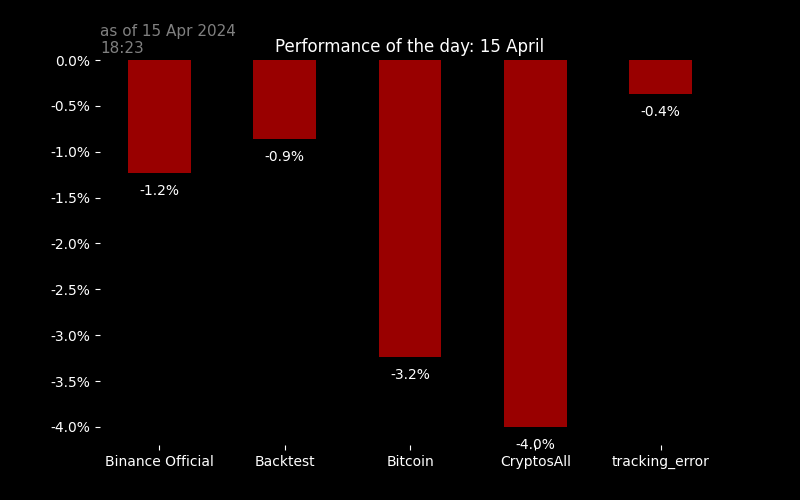 as of 15 Apr 2024
18:23
Performance of the day: 15 April
0.0%
-0.5%
-1.0%
-1.5%
-2.0%
-2.5%
-3.0%
-3.5%
-4.0%
-1.2%
-0.9%
-3.2%
-4.0%
-0.4%
Binance Official
Backtest
Bitcoin
CryptosAll
tracking_error